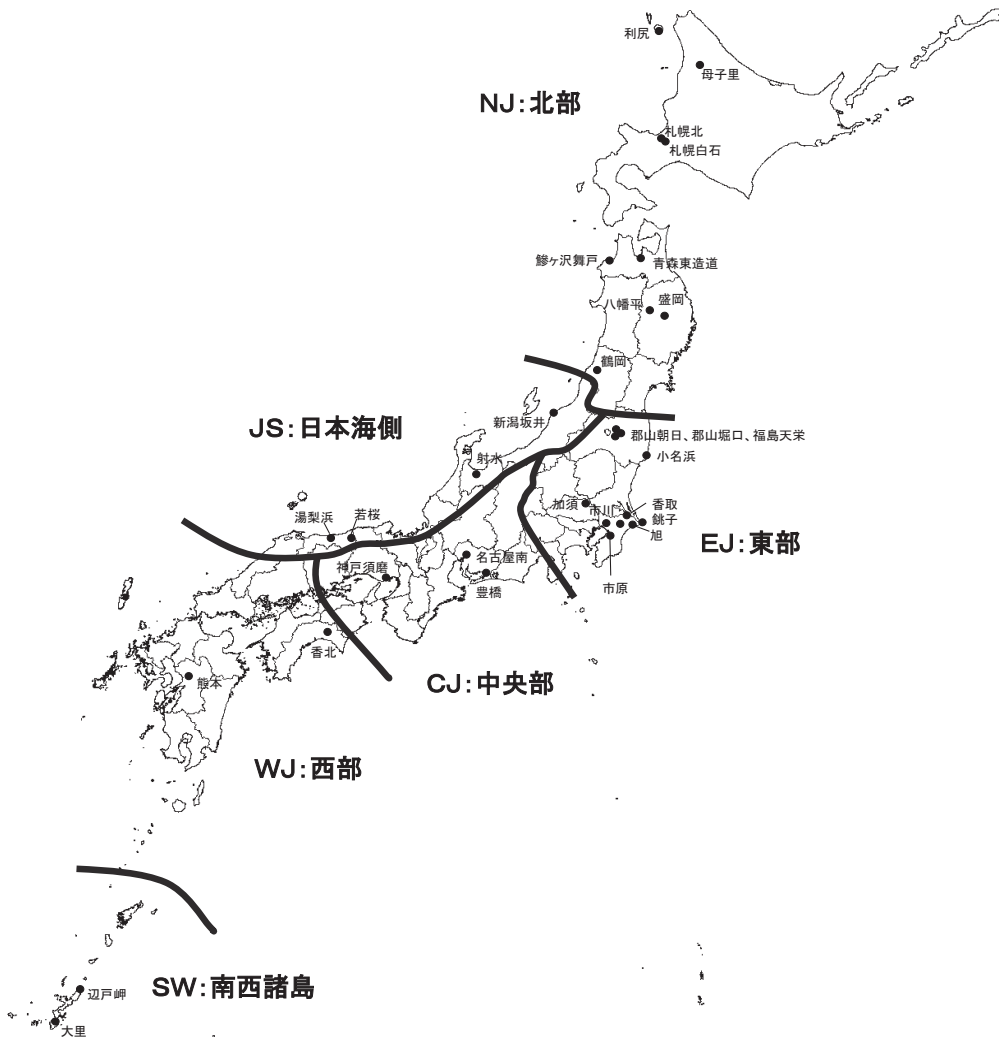 利尻
母子里
NJ:北部
札幌北
札幌白石
鰺ヶ沢舞戸
青森東造道
八幡平
盛岡
鶴岡
新潟坂井
JS:日本海側
郡山朝日、郡山堀口、福島天栄
小名浜
射水
加須
市川
香取
銚子
旭
EJ:東部
湯梨浜
若桜
名古屋南
神戸須磨
豊橋
市原
香北
熊本
CJ:中央部
WJ:西部
SW:南西諸島
辺戸岬
大里